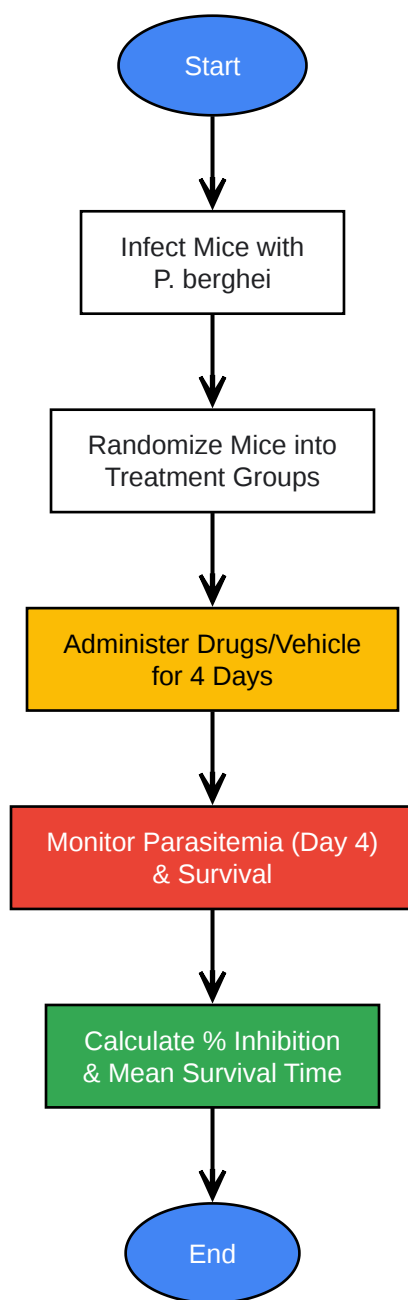 Start
Infect Mice with
P. berghei
Randomize Mice into
Treatment Groups
Administer Drugs/Vehicle
for 4 Days
Monitor Parasitemia (Day 4)
& Survival
Calculate % Inhibition
& Mean Survival Time
End